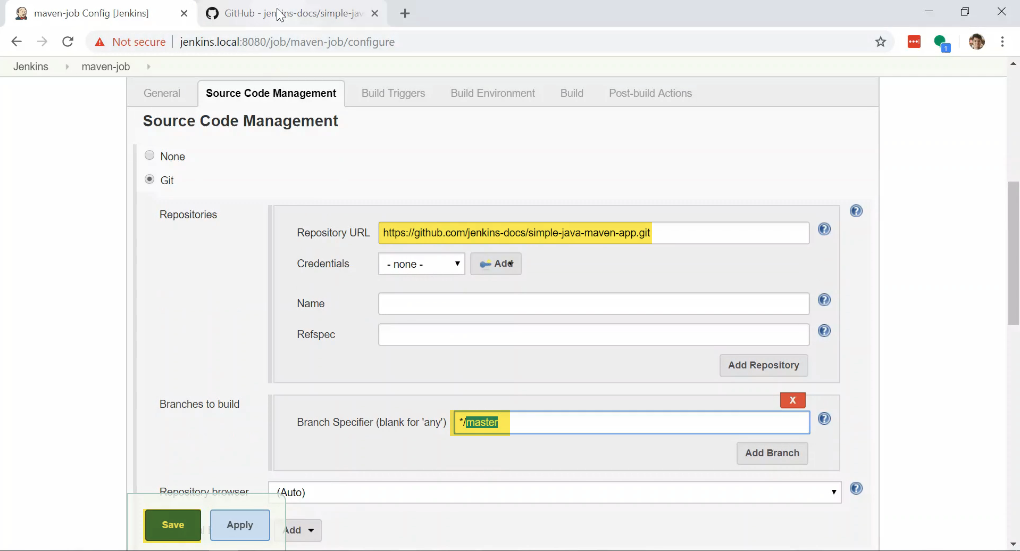 maven-job Config [Jenkins]
GitHub - jenkins-docs/simple-jav
Not secure
jenkins.local:8080/job/maven-job/configure
1
Jenkins
maven-job
General
Source Code Management
Build Triggers
Build Environment
Build
Post-build Actions
Source Code Management
None
Git
Repositories
Repository URL
https://github.com/jenkins-docs/simple-java-maven-app.git
Credentials
- none -
Add
Name
Refspec
Add Repository
Branches to build
X
Branch Specifier (blank for 'any')
*/master
Add Branch
Repository browser
(Auto)
Save
Apply
Add